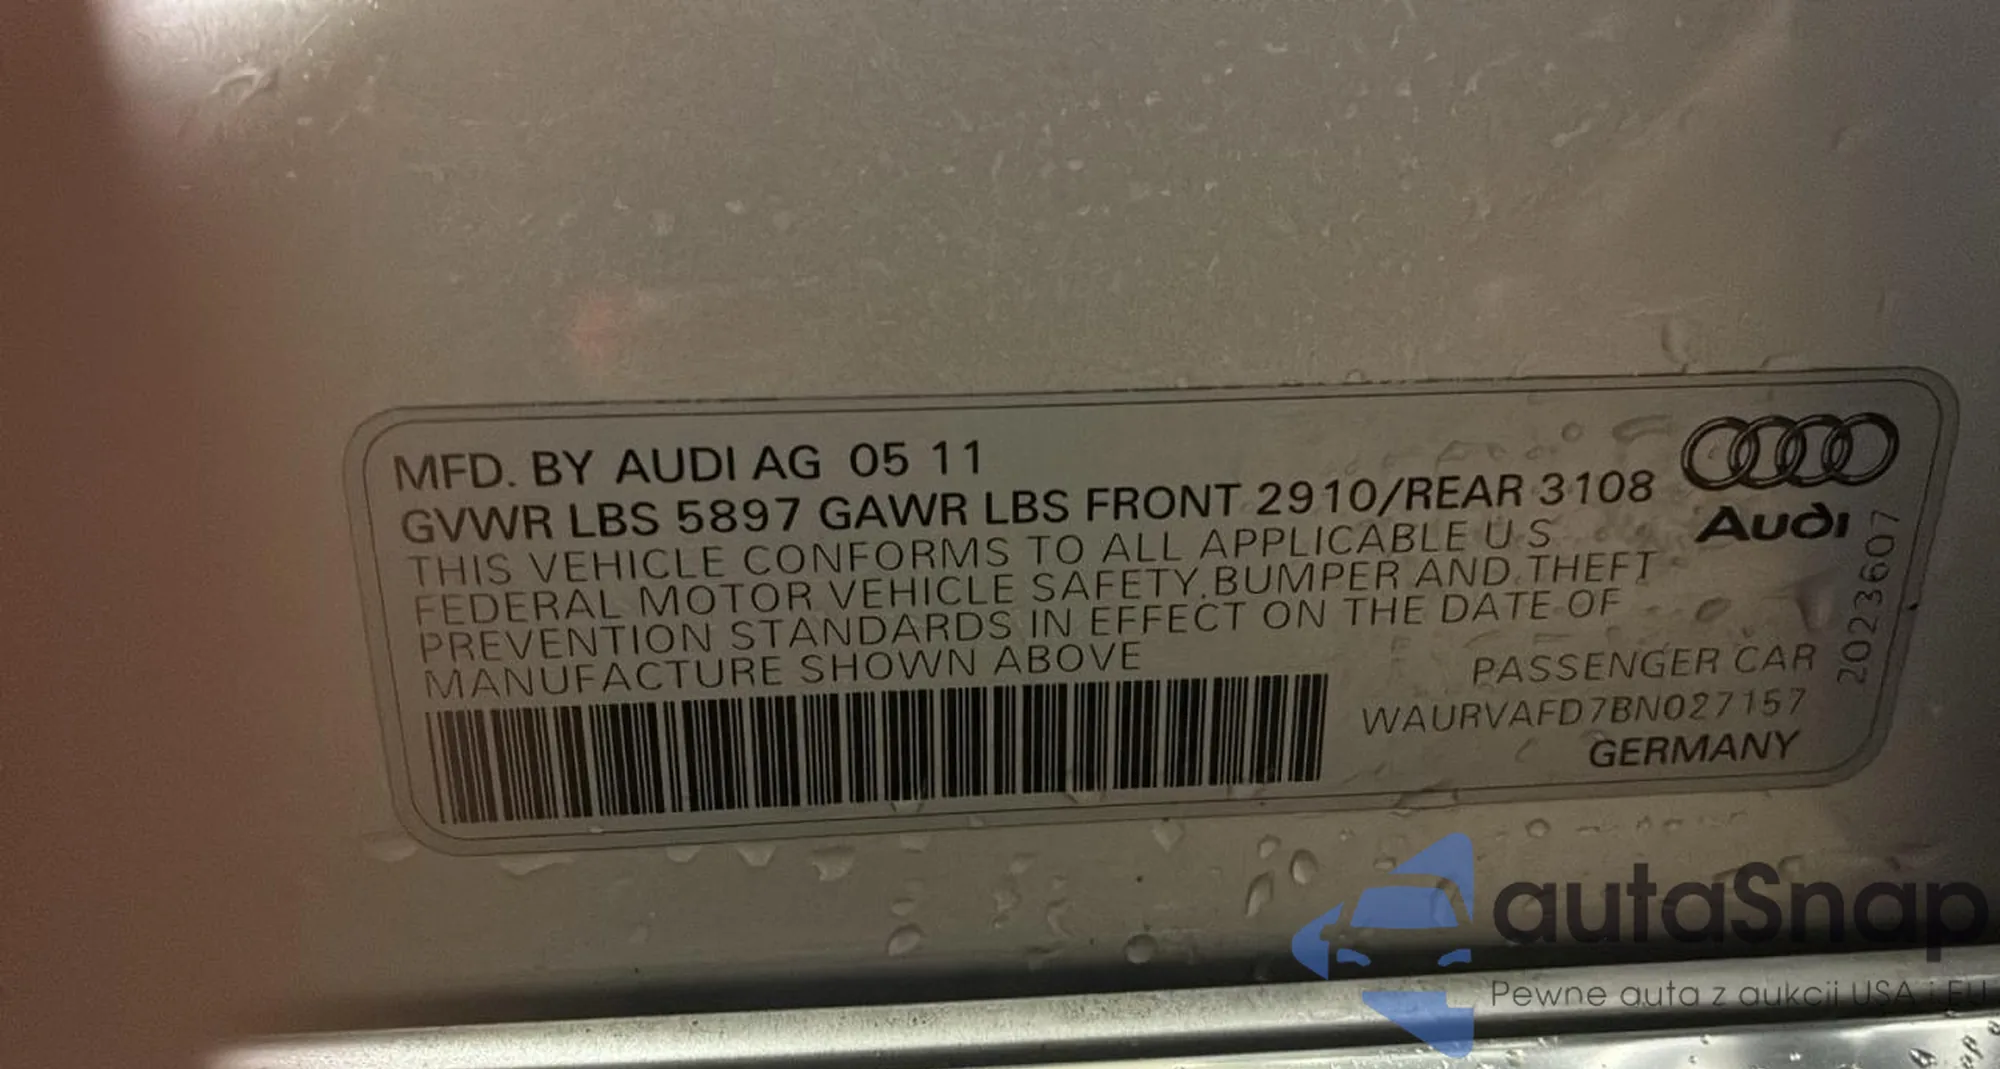 MFD. BY AUDI AG 05 11
GVWR LBS 5897 GAWR LBS FRONT 2910/REAR 3108
THIS VEHICLE CONFORMS TO ALL APPLICABLE U S
FEDERAL MOTOR VEHICLE SAFETY, BUMPER AND THEFT
PREVENTION STANDARDS IN EFFECT ON THE DATE OF
MANUFACTURE SHOWN ABOVE
Audi
2023607
PASSENGER CAR
WAURVAFD7BN027157
GERMANY
autaSnap
Pewne auta z aukcji USA i EU